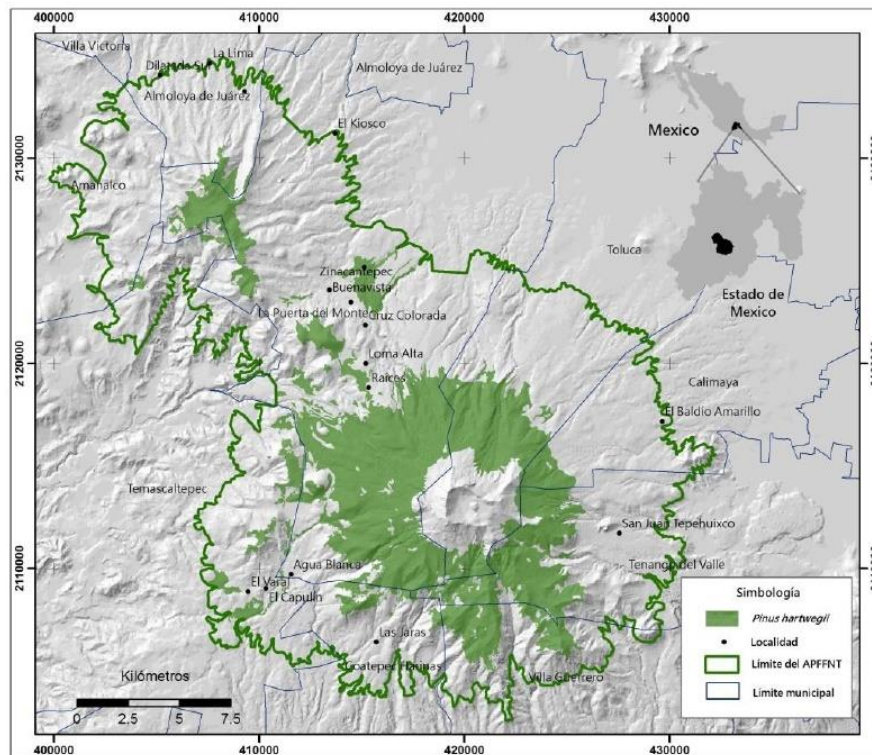 400000 410000 420000 430000
Villa Victoria
La Lima
Almoloya de Juárez
Almoloya de Juárez
El Kiosco
Mexico
2130000
Amanalco
Toluca
Zinacantepec
Buenavista
Estado de
Mexico
La Puerta del Monte
Cruz Colorada
2120000
Loma Alta
Raíces
Calimaya
El Baldio Amarillo
Temascaltepec
San Juan Tepehuixco
2110000
Agua Blanca
Tenango del Valle
El Varal
El Capulín
Las Jaras
Coatepec Harinas
Villa Guerrero
Simbología
Pinus hartwegii
Localidad
Límite del APFFNT
Límite municipal
Kilómetros
0 2.5 5 7.5
400000 410000 420000 430000